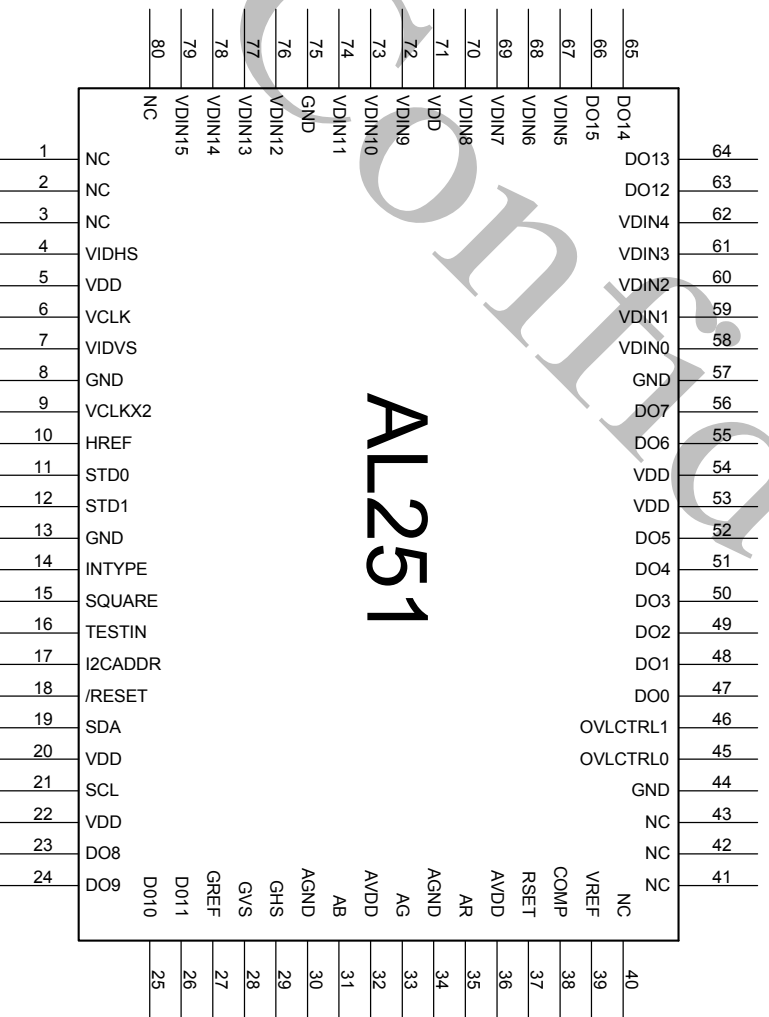 80 79 78 77 76 75 74 73 72 71 70 69 68 67 66 65
NC VDIN15 VDIN14 VDIN13 VDIN12 GND VDIN11 VDIN10 VDIN9 VDD VDIN8 VDIN7 VDIN6 VDIN5 DO15 DO14
1 NC DO13 64
2 NC DO12 63
3 NC VDIN4 62
4 VIDHS VDIN3 61
5 VDD VDIN2 60
6 VCLK VDIN1 59
7 VIDVS VDIN0 58
8 GND GND 57
9 VCLKX2 DO7 56
10 HREF DO6 55
11 STD0 VDD 54
12 STD1 VDD 53
13 GND DO5 52
14 INTYPE DO4 51
15 SQUARE DO3 50
16 TESTIN DO2 49
17 I2CADDR DO1 48
18 /RESET DO0 47
19 SDA OVLCTRL1 46
20 VDD OVLCTRL0 45
21 SCL GND 44
22 VDD NC 43
23 DO8 NC 42
24 DO9 NC 41
AL251
D010 D011 GREF GVS GHS AGND AB AVDD AG AGND AR AVDD RSET COMP VREF NC
25 26 27 28 29 30 31 32 33 34 35 36 37 38 39 40
Confid